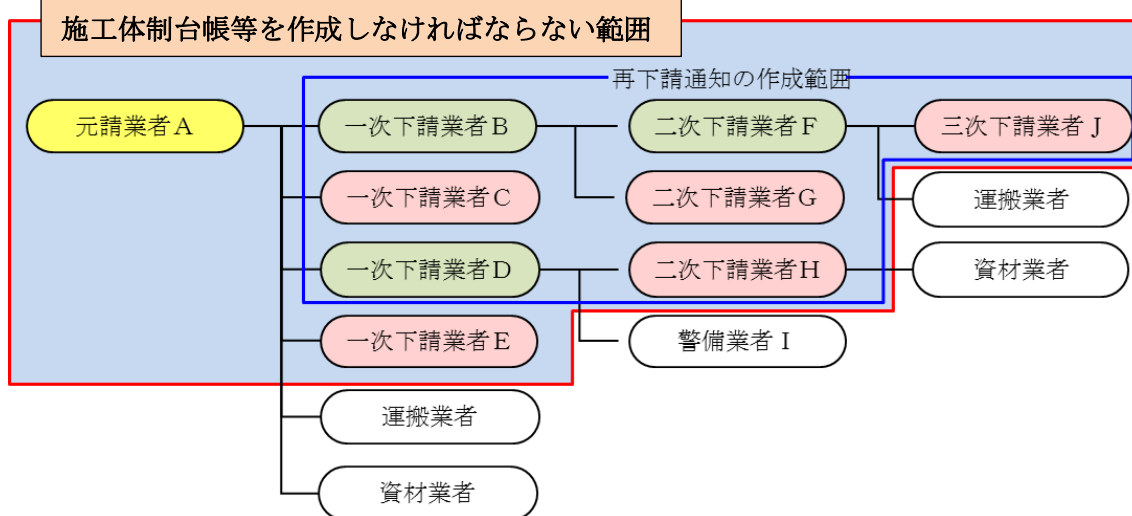 施工体制台帳等を作成しなければならない範囲
再下請通知の作成範囲
元請業者A
一次下請業者B
二次下請業者F
三次下請業者J
一次下請業者C
二次下請業者G
運搬業者
一次下請業者D
二次下請業者H
資材業者
一次下請業者E
警備業者I
運搬業者
資材業者